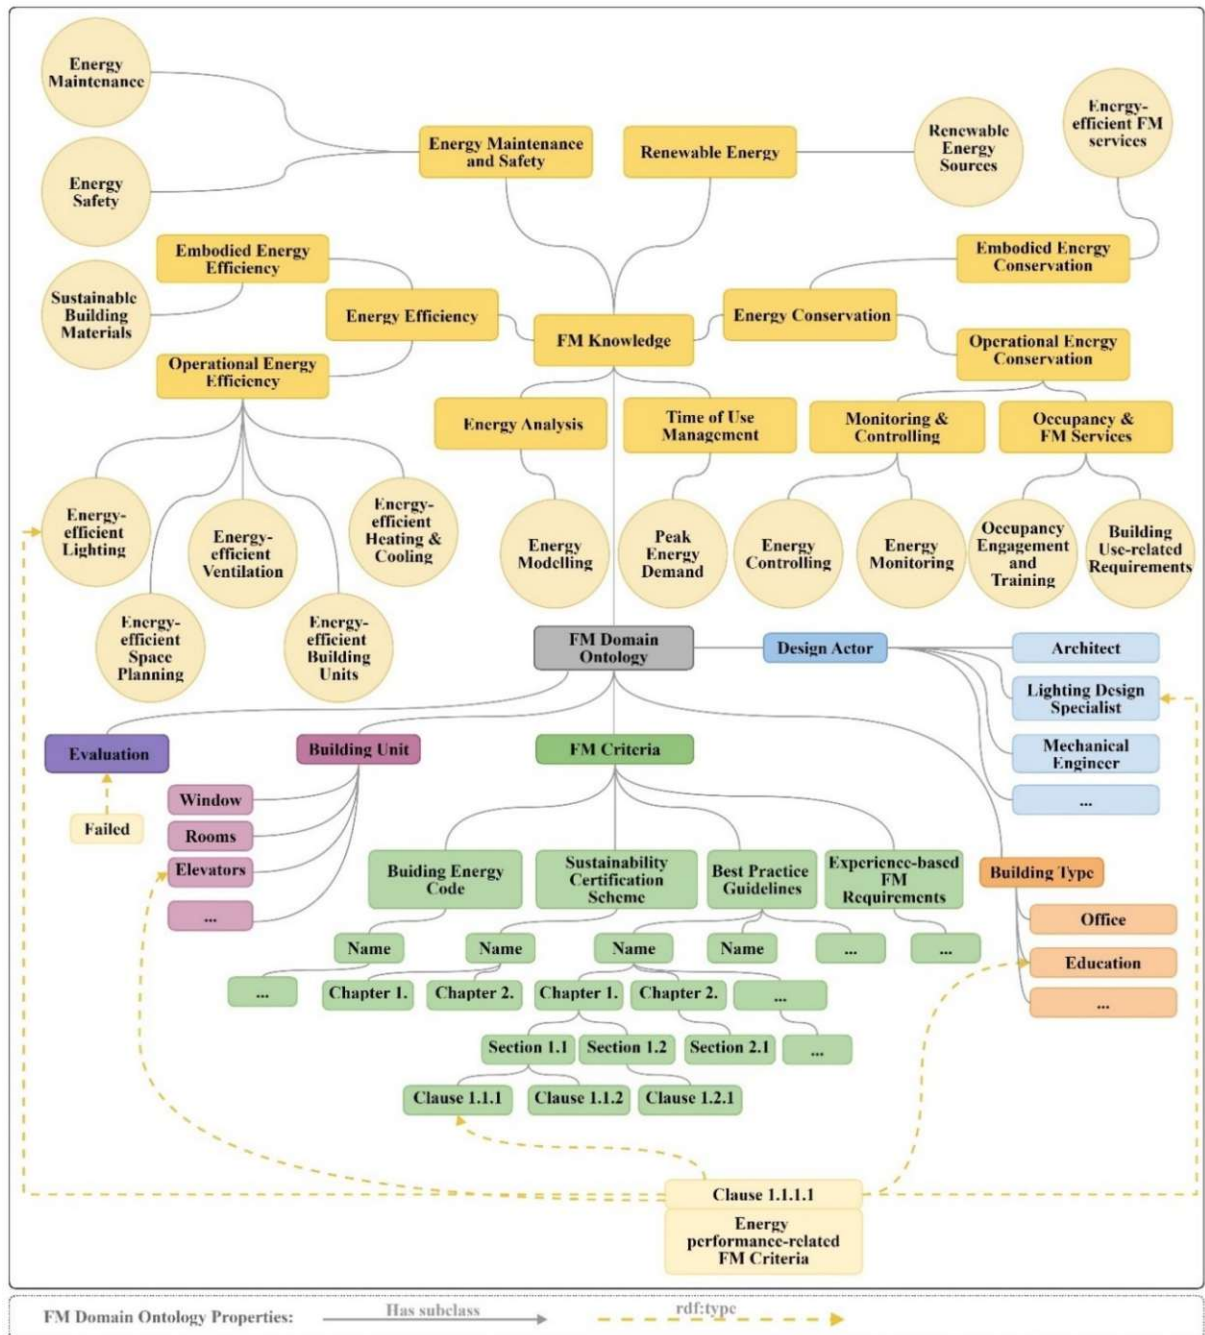 Energy
Maintenance
Energy-
efficient FM
services
Energy Maintenance
and Safety
Renewable Energy
Renewable
Energy
Sources
Energy
Safety
Embodied Energy
Efficiency
Embodied Energy
Conservation
Sustainable
Building
Materials
Energy Efficiency
FM Knowledge
Energy Conservation
Operational Energy
Efficiency
Operational Energy
Conservation
Energy Analysis
Time of Use
Management
Monitoring &
Controlling
Occupancy &
FM Services
Energy-
efficient
Lighting
Energy-
efficient
Ventilation
Energy-
efficient
Heating &
Cooling
Energy
Modelling
Peak
Energy
Demand
Energy
Controlling
Energy
Monitoring
Occupancy
Engagement
and
Training
Building
Use-related
Requirements
Energy-
efficient
Space
Planning
Energy-
efficient
Building
Units
FM Domain
Ontology
Design Actor
Architect
Lighting Design
Specialist
Mechanical
Engineer
...
Evaluation
Failed
Building Unit
Window
Rooms
Elevators
...
FM Criteria
Buiding Energy
Code
Sustainability
Certification
Scheme
Best Practice
Guidelines
Experience-based
FM
Requirements
Building Type
Office
Education
...
Name
Name
Name
Name
...
...
...
Chapter 1.
Chapter 2.
Chapter 1.
Chapter 2.
...
Section 1.1
Section 1.2
Section 2.1
...
Clause 1.1.1
Clause 1.1.2
Clause 1.2.1
Clause 1.1.1.1
Energy
performance-related
FM Criteria
FM Domain Ontology Properties:
Has subclass
rdf:type